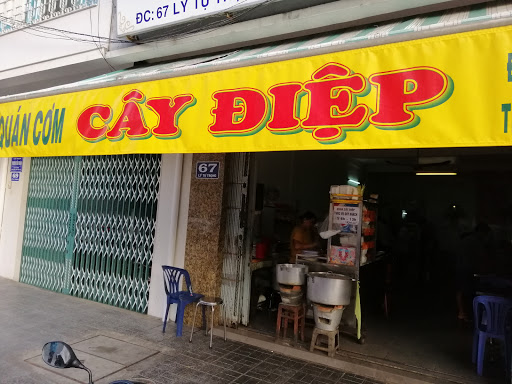 ĐC: 67 LÝ TỰ T
QUÁN CƠM CÂY ĐIỆP
67
LÝ TỰ TRỌNG